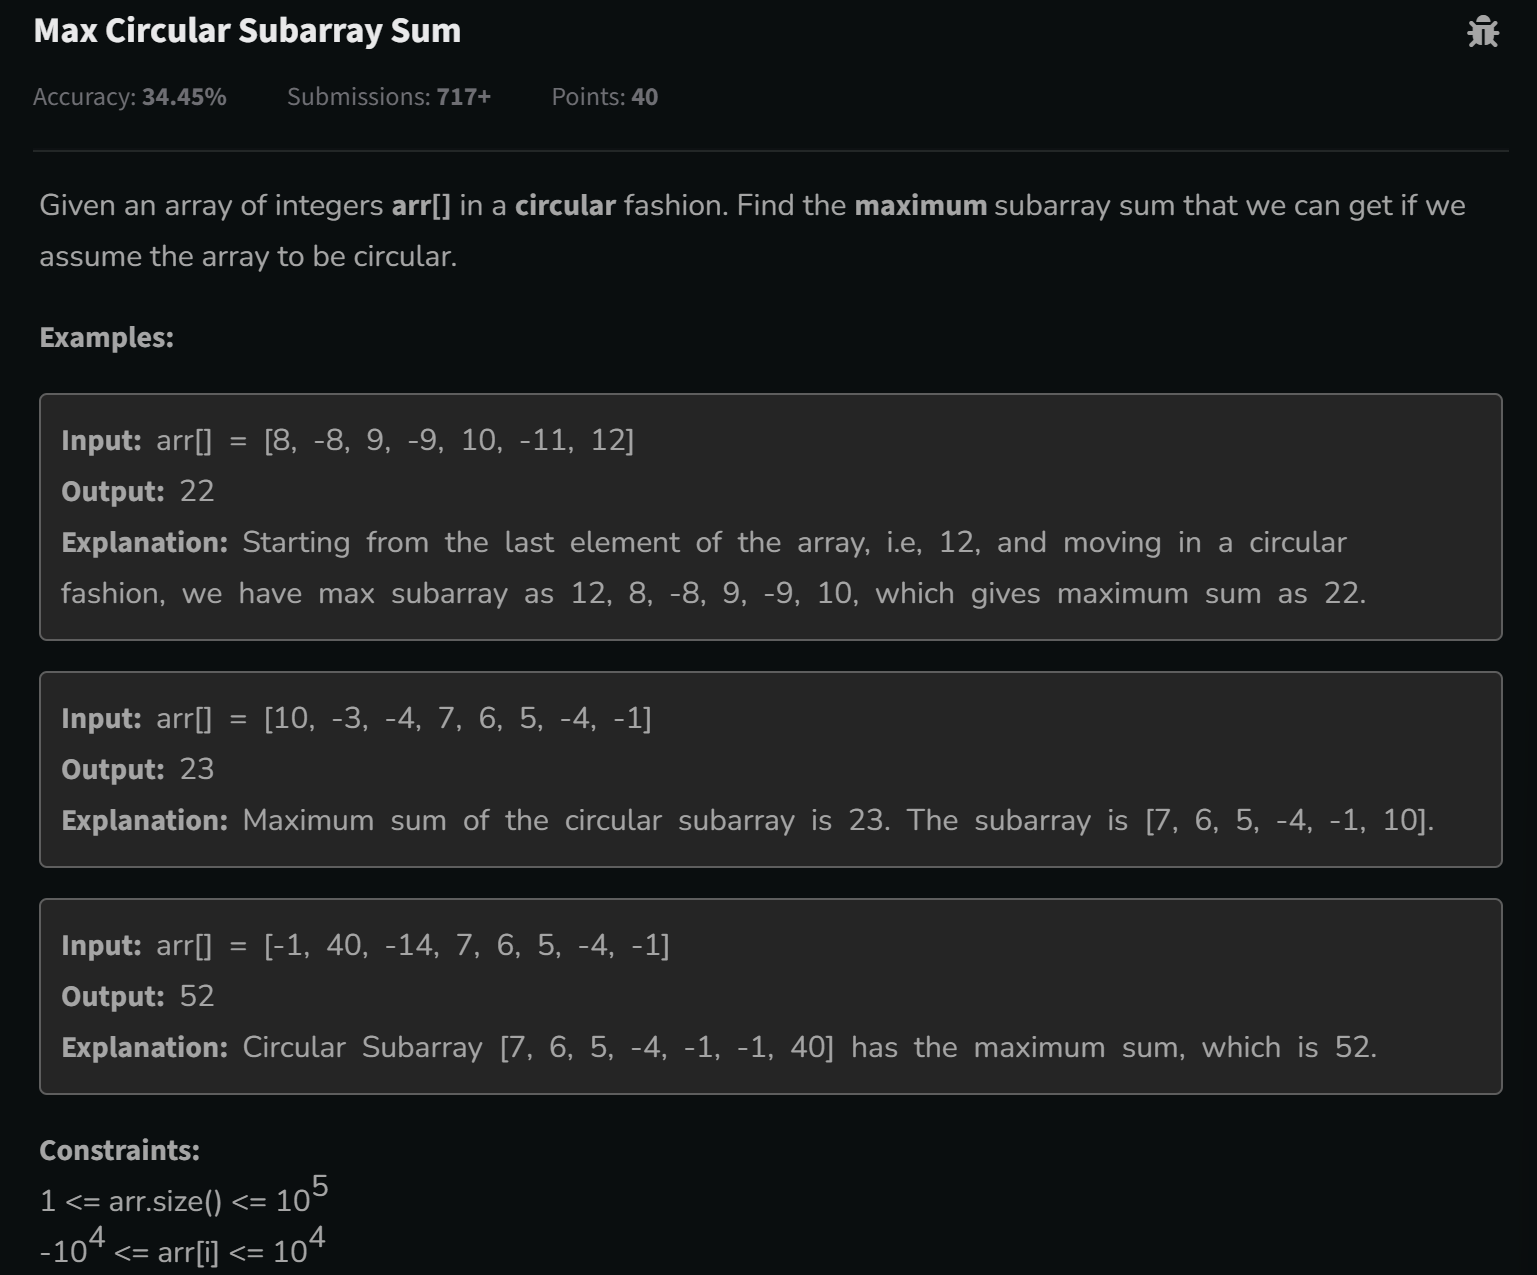 Max Circular Subarray Sum
Accuracy: 34.45% Submissions: 717+ Points: 40
Given an array of integers arr[] in a circular fashion. Find the maximum subarray sum that we can get if we
assume the array to be circular.
Examples:
Input: arr[] = [8, -8, 9, -9, 10, -11, 12]
Output: 22
Explanation: Starting from the last element of the array, i.e, 12, and moving in a circular
fashion, we have max subarray as 12, 8, -8, 9, -9, 10, which gives maximum sum as 22.
Input: arr[] = [10, -3, -4, 7, 6, 5, -4, -1]
Output: 23
Explanation: Maximum sum of the circular subarray is 23. The subarray is [7, 6, 5, -4, -1, 10].
Input: arr[] = [-1, 40, -14, 7, 6, 5, -4, -1]
Output: 52
Explanation: Circular Subarray [7, 6, 5, -4, -1, -1, 40] has the maximum sum, which is 52.
Constraints:
1 <= arr.size() <= 10⁵
-10⁴ <= arr[i] <= 10⁴